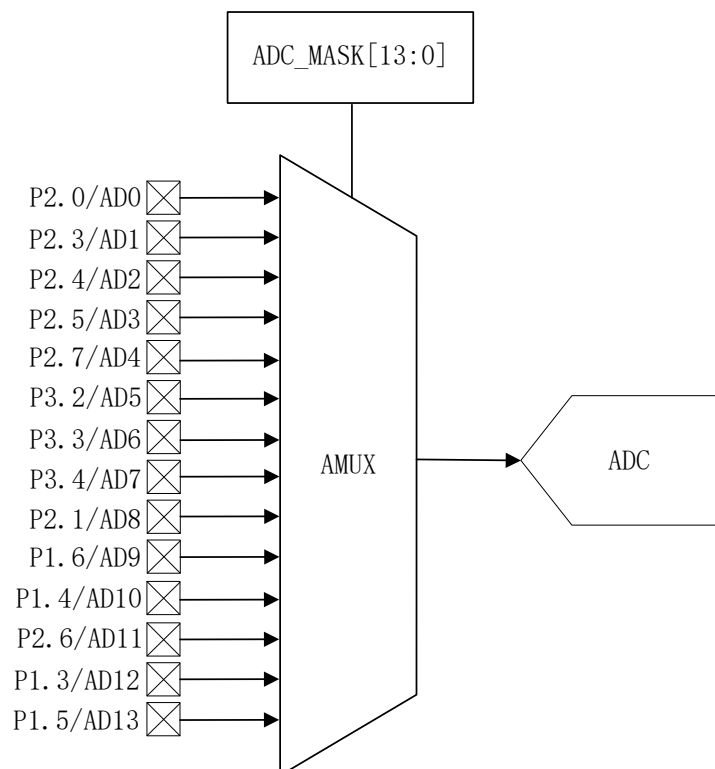 ADC_MASK[13:0]
P2.0/AD0
P2.3/AD1
P2.4/AD2
P2.5/AD3
P2.7/AD4
P3.2/AD5
P3.3/AD6
P3.4/AD7
P2.1/AD8
P1.6/AD9
P1.4/AD10
P2.6/AD11
P1.3/AD12
P1.5/AD13
AMUX
ADC